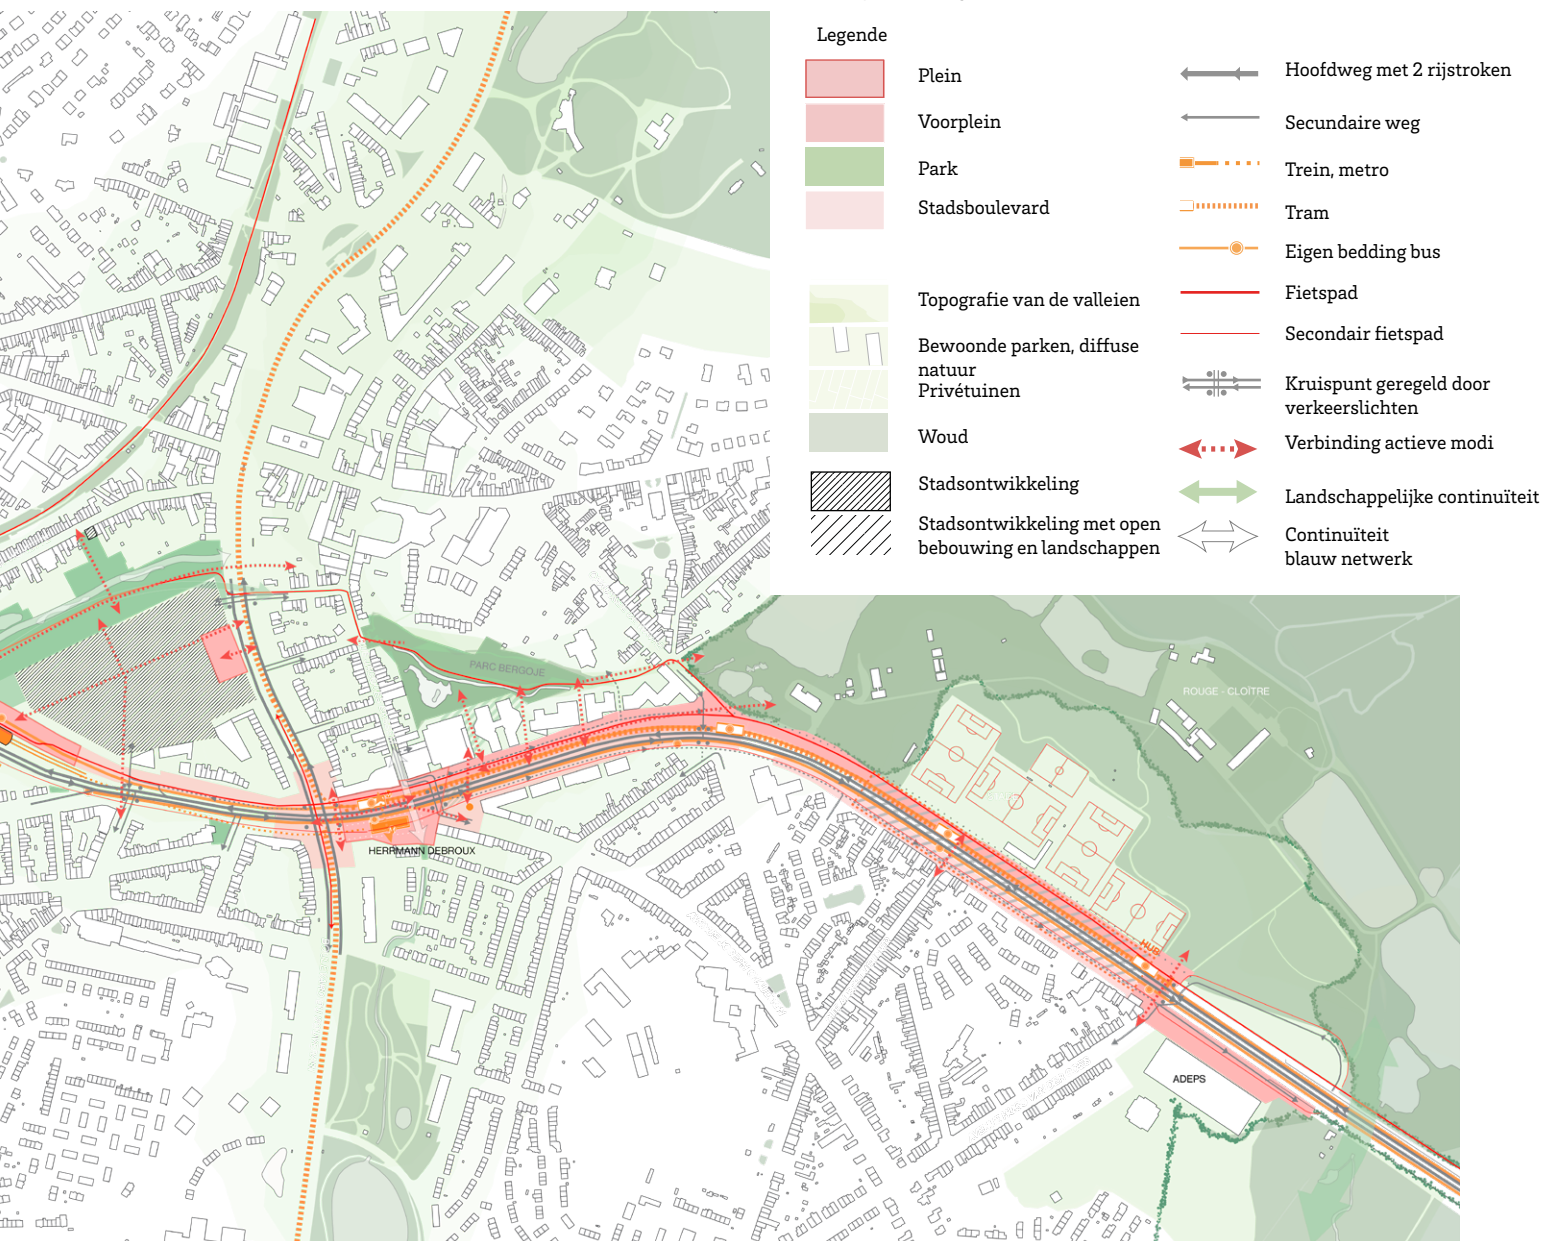 Legende
Plein
Voorplein
Park
Stadsboulevard
Topografie van de valleien
Bewoonde parken, diffuse
natuur
Privétuinen
Woud
Stadsontwikkeling
Stadsontwikkeling met open
bebouwing en landschappen
Hoofdweg met 2 rijstroken
Secundaire weg
Trein, metro
Tram
Eigen bedding bus
Fietspad
Secondair fietspad
Kruispunt geregeld door
verkeerslichten
Verbinding actieve modi
Landschappelijke continuïteit
Continuïteit
blauw netwerk
PARC BERGOJE
ROUGE - CLOÎTRE
HERRMANN DEBROUX
HUB
ADEPS